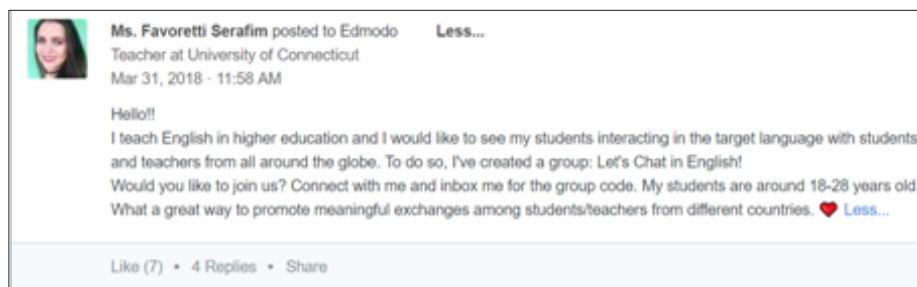 Ms. Favoretti Serafim posted to Edmodo Less...
Teacher at University of Connecticut
Mar 31, 2018 · 11:58 AM
Hello!!
I teach English in higher education and I would like to see my students interacting in the target language with students
and teachers from all around the globe. To do so, I've created a group: Let's Chat in English!
Would you like to join us? Connect with me and inbox me for the group code. My students are around 18-28 years old.
What a great way to promote meaningful exchanges among students/teachers from different countries. ❤ Less...
Like (7) • 4 Replies • Share